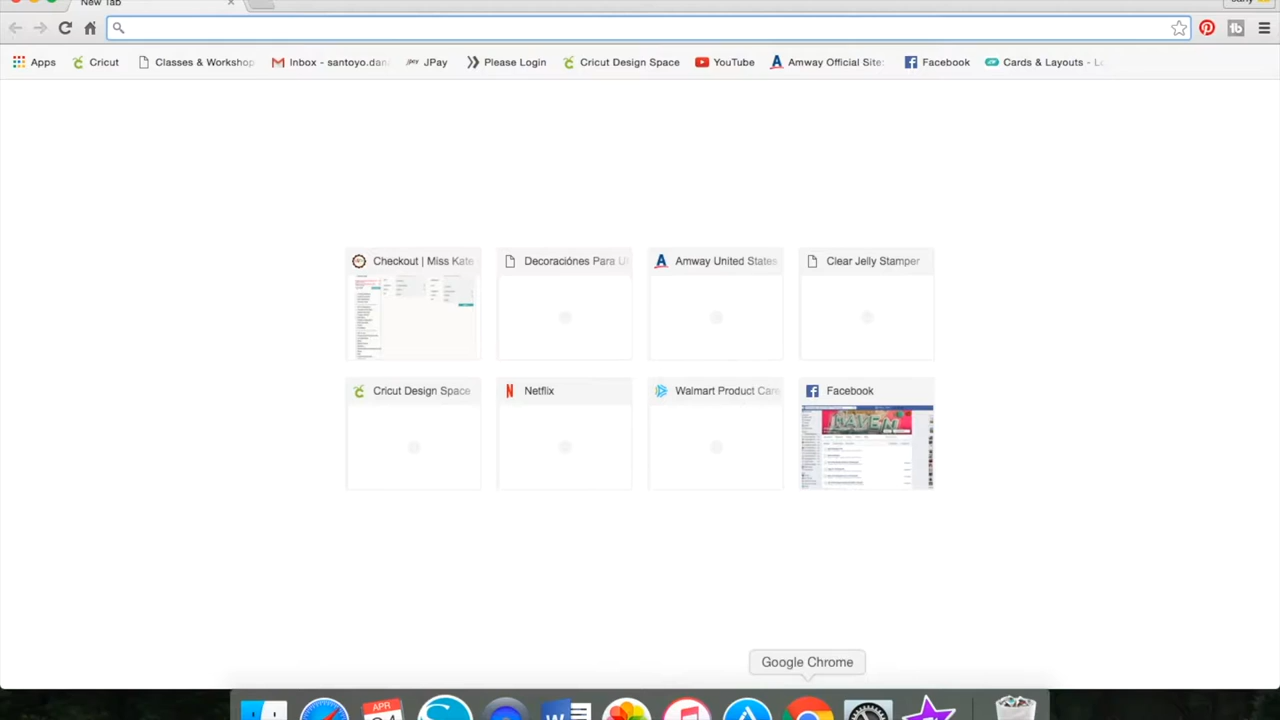 New Tab
Apps Cricut Classes & Workshop Inbox - santoyo.dan JPay Please Login Cricut Design Space YouTube Amway Official Site: Facebook Cards & Layouts - L
Checkout | Miss Kate Decoraciónes Para U Amway United States Clear Jelly Stamper
Cricut Design Space Netflix Walmart Product Care Facebook
Google Chrome
APR